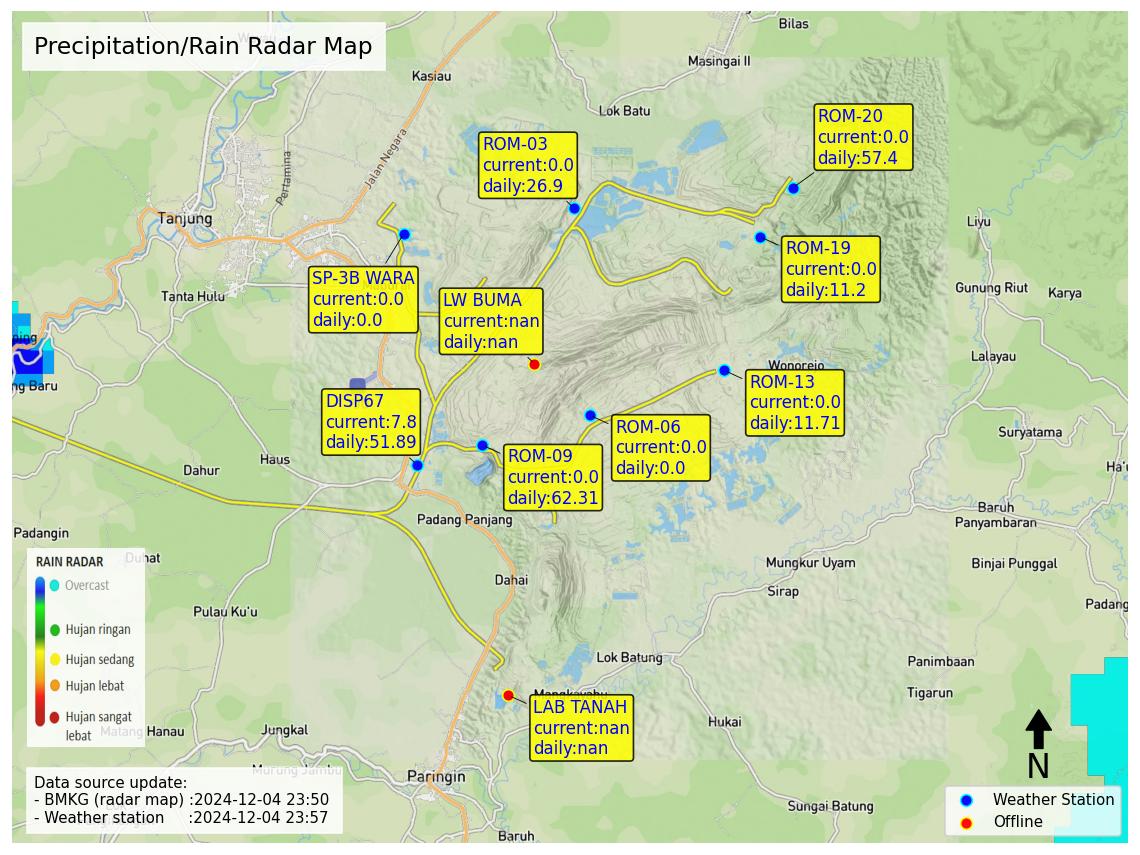 Precipitation/Rain Radar Map
Bilas
Masingai II
Kasiau
Lok Batu
Jalan Negara
Pertamina
Tanjung
Tanta Hulu
ROM-03
current:0.0
daily:26.9
ROM-20
current:0.0
daily:57.4
ROM-19
current:0.0
daily:11.2
SP-3B WARA
current:0.0
daily:0.0
LW BUMA
current:nan
daily:nan
Liyu
Gunung Riut
Karya
Lalayau
Wonorejo
ROM-13
current:0.0
daily:11.71
ng Baru
DISP67
current:7.8
daily:51.89
ROM-06
current:0.0
daily:0.0
ROM-09
current:0.0
daily:62.31
Suryatama
Ha'u
Haus
Dahur
Padang Panjang
Baruh
Panyambaran
Padangin
Duhat
Binjai Punggal
Mungkur Uyam
Dahai
Sirap
Padang
Pulau Ku'u
RAIN RADAR
Overcast
Hujan ringan
Hujan sedang
Hujan lebat
Hujan sangat
lebat
Lok Batung
Panimbaan
Tigarun
Mangkayahu
LAB TANAH
current:nan
daily:nan
Hukai
Matang Hanau
Jungkal
Murung Jambu
Paringin
Sungai Batung
Baruh
Data source update:
- BMKG (radar map) :2024-12-04 23:50
- Weather station :2024-12-04 23:57
N
Weather Station
Offline